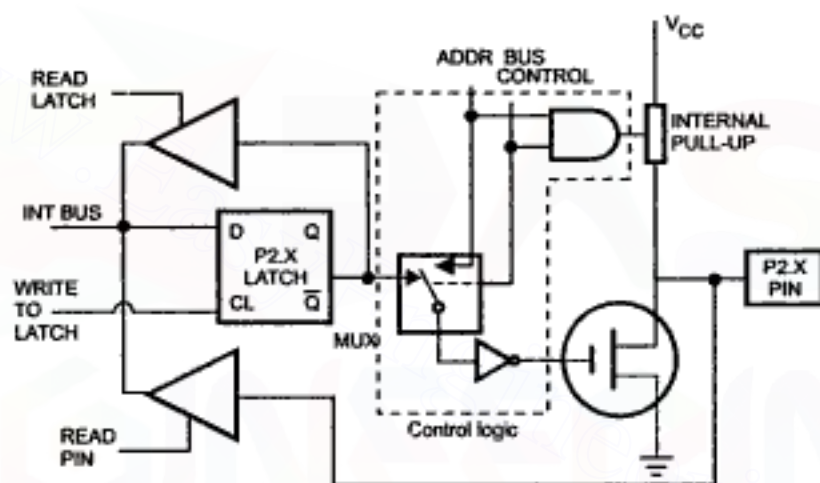 VCC
ADDR BUS
CONTROL
READ
LATCH
INTERNAL
PULL-UP
INT BUS
D Q
P2.X
LATCH
CL Q̅
P2.X
PIN
WRITE
TO
LATCH
MUX
READ
PIN
Control logic